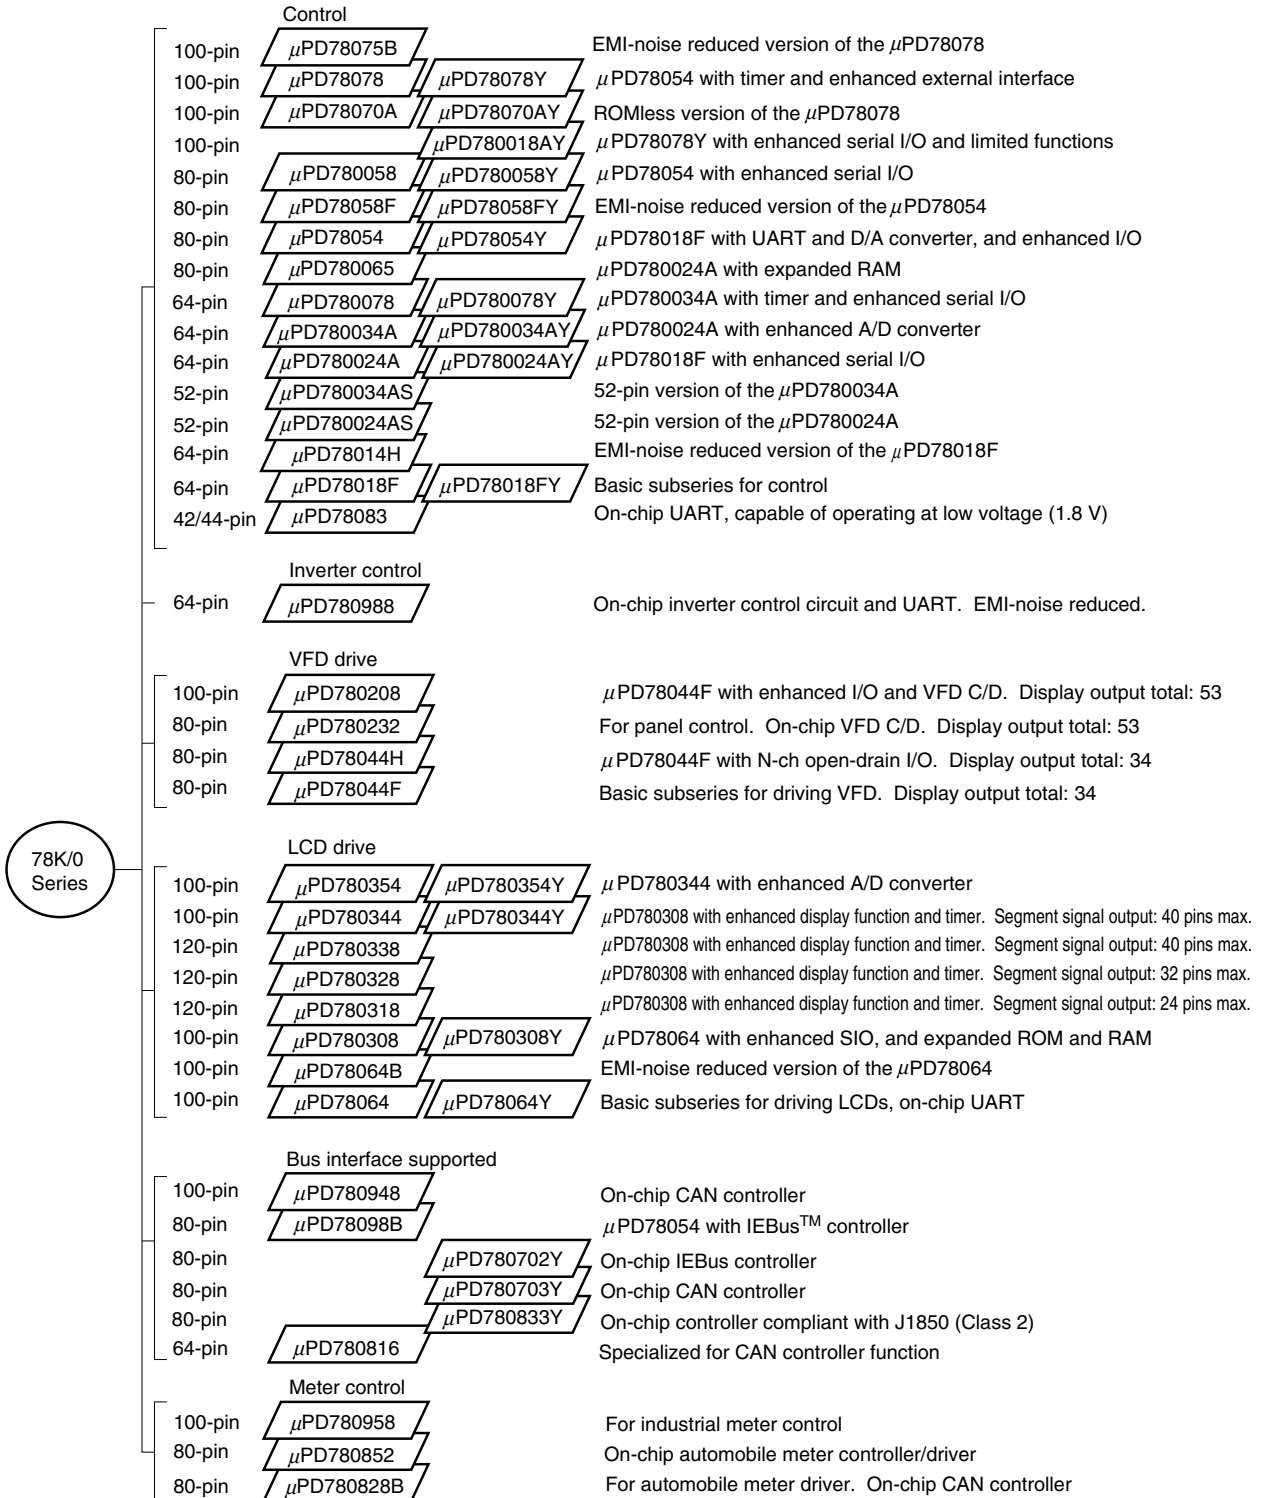 Control
100-pin μPD78075B EMI-noise reduced version of the μPD78078
100-pin μPD78078 μPD78078Y μPD78054 with timer and enhanced external interface
100-pin μPD78070A μPD78070AY ROMless version of the μPD78078
100-pin μPD780018AY μPD78078Y with enhanced serial I/O and limited functions
80-pin μPD780058 μPD780058Y μPD78054 with enhanced serial I/O
80-pin μPD78058F μPD78058FY EMI-noise reduced version of the μPD78054
80-pin μPD78054 μPD78054Y μPD78018F with UART and D/A converter, and enhanced I/O
80-pin μPD780065 μPD780024A with expanded RAM
64-pin μPD780078 μPD780078Y μPD780034A with timer and enhanced serial I/O
64-pin μPD780034A μPD780034AY μPD780024A with enhanced A/D converter
64-pin μPD780024A μPD780024AY μPD78018F with enhanced serial I/O
52-pin μPD780034AS 52-pin version of the μPD780034A
52-pin μPD780024AS 52-pin version of the μPD780024A
64-pin μPD78014H EMI-noise reduced version of the μPD78018F
64-pin μPD78018F μPD78018FY Basic subseries for control
42/44-pin μPD78083 On-chip UART, capable of operating at low voltage (1.8 V)
Inverter control
64-pin μPD780988 On-chip inverter control circuit and UART. EMI-noise reduced.
VFD drive
100-pin μPD780208 μPD78044F with enhanced I/O and VFD C/D. Display output total: 53
80-pin μPD780232 For panel control. On-chip VFD C/D. Display output total: 53
80-pin μPD78044H μPD78044F with N-ch open-drain I/O. Display output total: 34
80-pin μPD78044F Basic subseries for driving VFD. Display output total: 34
78K/0
Series
LCD drive
100-pin μPD780354 μPD780354Y μPD780344 with enhanced A/D converter
100-pin μPD780344 μPD780344Y μPD780308 with enhanced display function and timer. Segment signal output: 40 pins max.
120-pin μPD780338 μPD780308 with enhanced display function and timer. Segment signal output: 40 pins max.
120-pin μPD780328 μPD780308 with enhanced display function and timer. Segment signal output: 32 pins max.
120-pin μPD780318 μPD780308 with enhanced display function and timer. Segment signal output: 24 pins max.
100-pin μPD780308 μPD780308Y μPD78064 with enhanced SIO, and expanded ROM and RAM
100-pin μPD78064B EMI-noise reduced version of the μPD78064
100-pin μPD78064 μPD78064Y Basic subseries for driving LCDs, on-chip UART
Bus interface supported
100-pin μPD780948 On-chip CAN controller
80-pin μPD78098B μPD78054 with IEBus™ controller
80-pin μPD780702Y On-chip IEBus controller
80-pin μPD780703Y On-chip CAN controller
80-pin μPD780833Y On-chip controller compliant with J1850 (Class 2)
64-pin μPD780816 Specialized for CAN controller function
Meter control
100-pin μPD780958 For industrial meter control
80-pin μPD780852 On-chip automobile meter controller/driver
80-pin μPD780828B For automobile meter driver. On-chip CAN controller